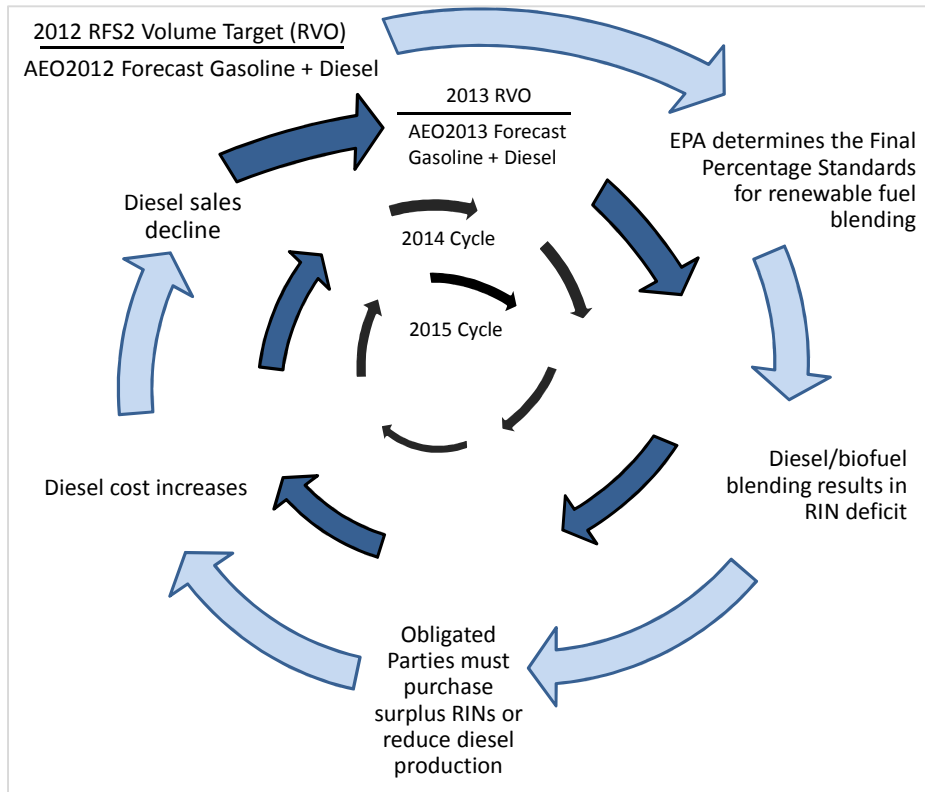 2012 RFS2 Volume Target (RVO)
AEO2012 Forecast Gasoline + Diesel
2013 RVO
AEO2013 Forecast
Gasoline + Diesel
EPA determines the Final
Percentage Standards
for renewable fuel
blending
Diesel sales
decline
2014 Cycle
2015 Cycle
Diesel/biofuel
blending results in
RIN deficit
Diesel cost increases
Obligated
Parties must
purchase
surplus RINs or
reduce diesel
production